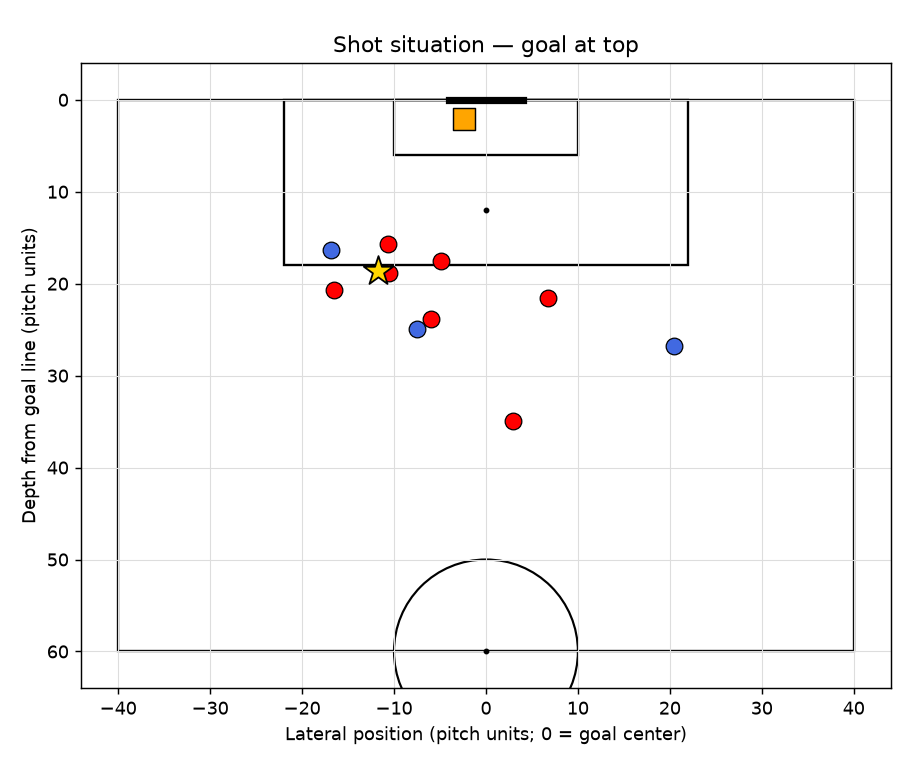 Shot situation — goal at top
Depth from goal line (pitch units)
0
10
20
30
40
50
60
−40 −30 −20 −10 0 10 20 30 40
Lateral position (pitch units; 0 = goal center)